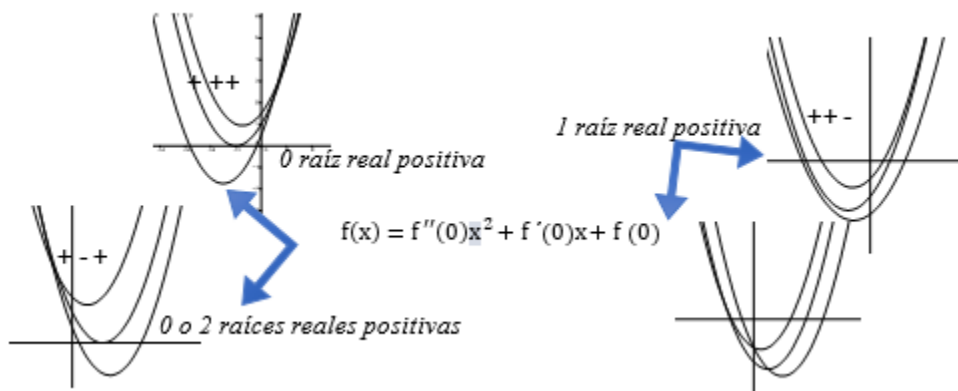 + ++
0 raíz real positiva
1 raíz real positiva
++ -
f(x) = f″(0)x² + f´(0)x + f (0)
+ - +
0 o 2 raíces reales positivas